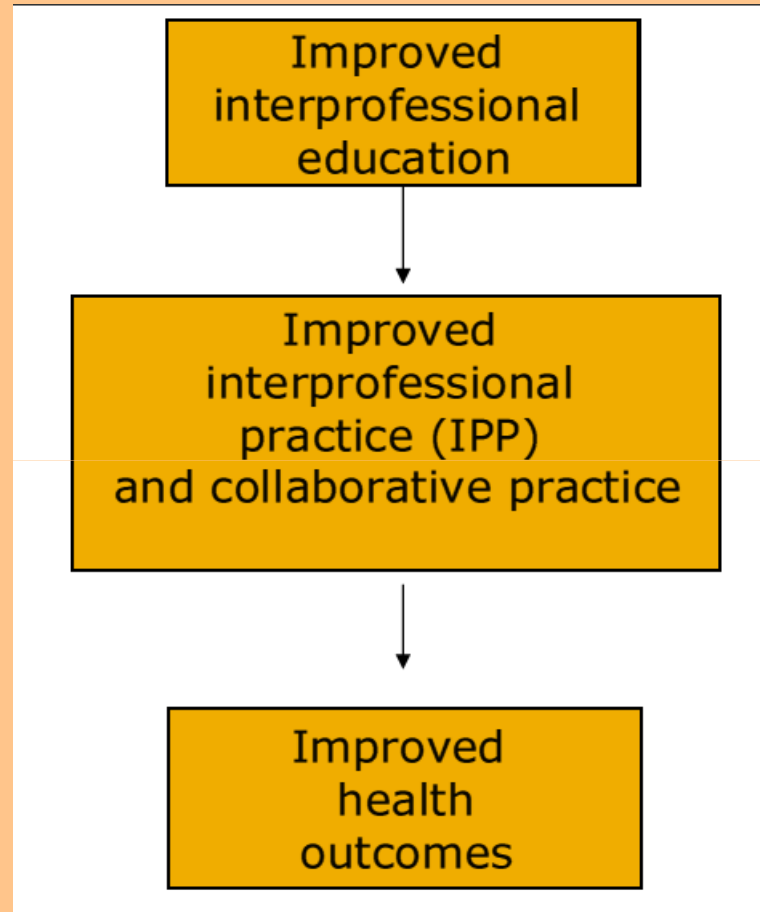 Improved
interprofessional
education
Improved
interprofessional
practice (IPP)
and collaborative practice
Improved
health
outcomes